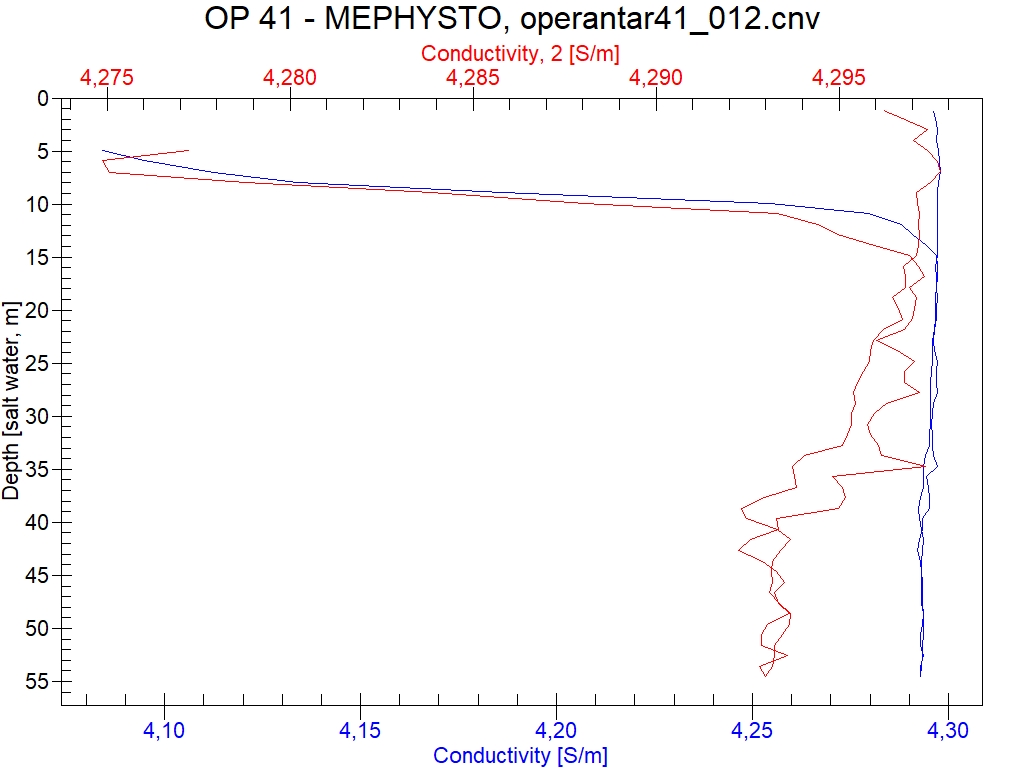 OP 41 - MEPHYSTO, operantar41_012.cnv
Conductivity, 2 [S/m]
4,275 4,280 4,285 4,290 4,295
0
5
10
15
20
25
30
35
40
45
50
55
Depth [salt water, m]
4,10 4,15 4,20 4,25 4,30
Conductivity [S/m]